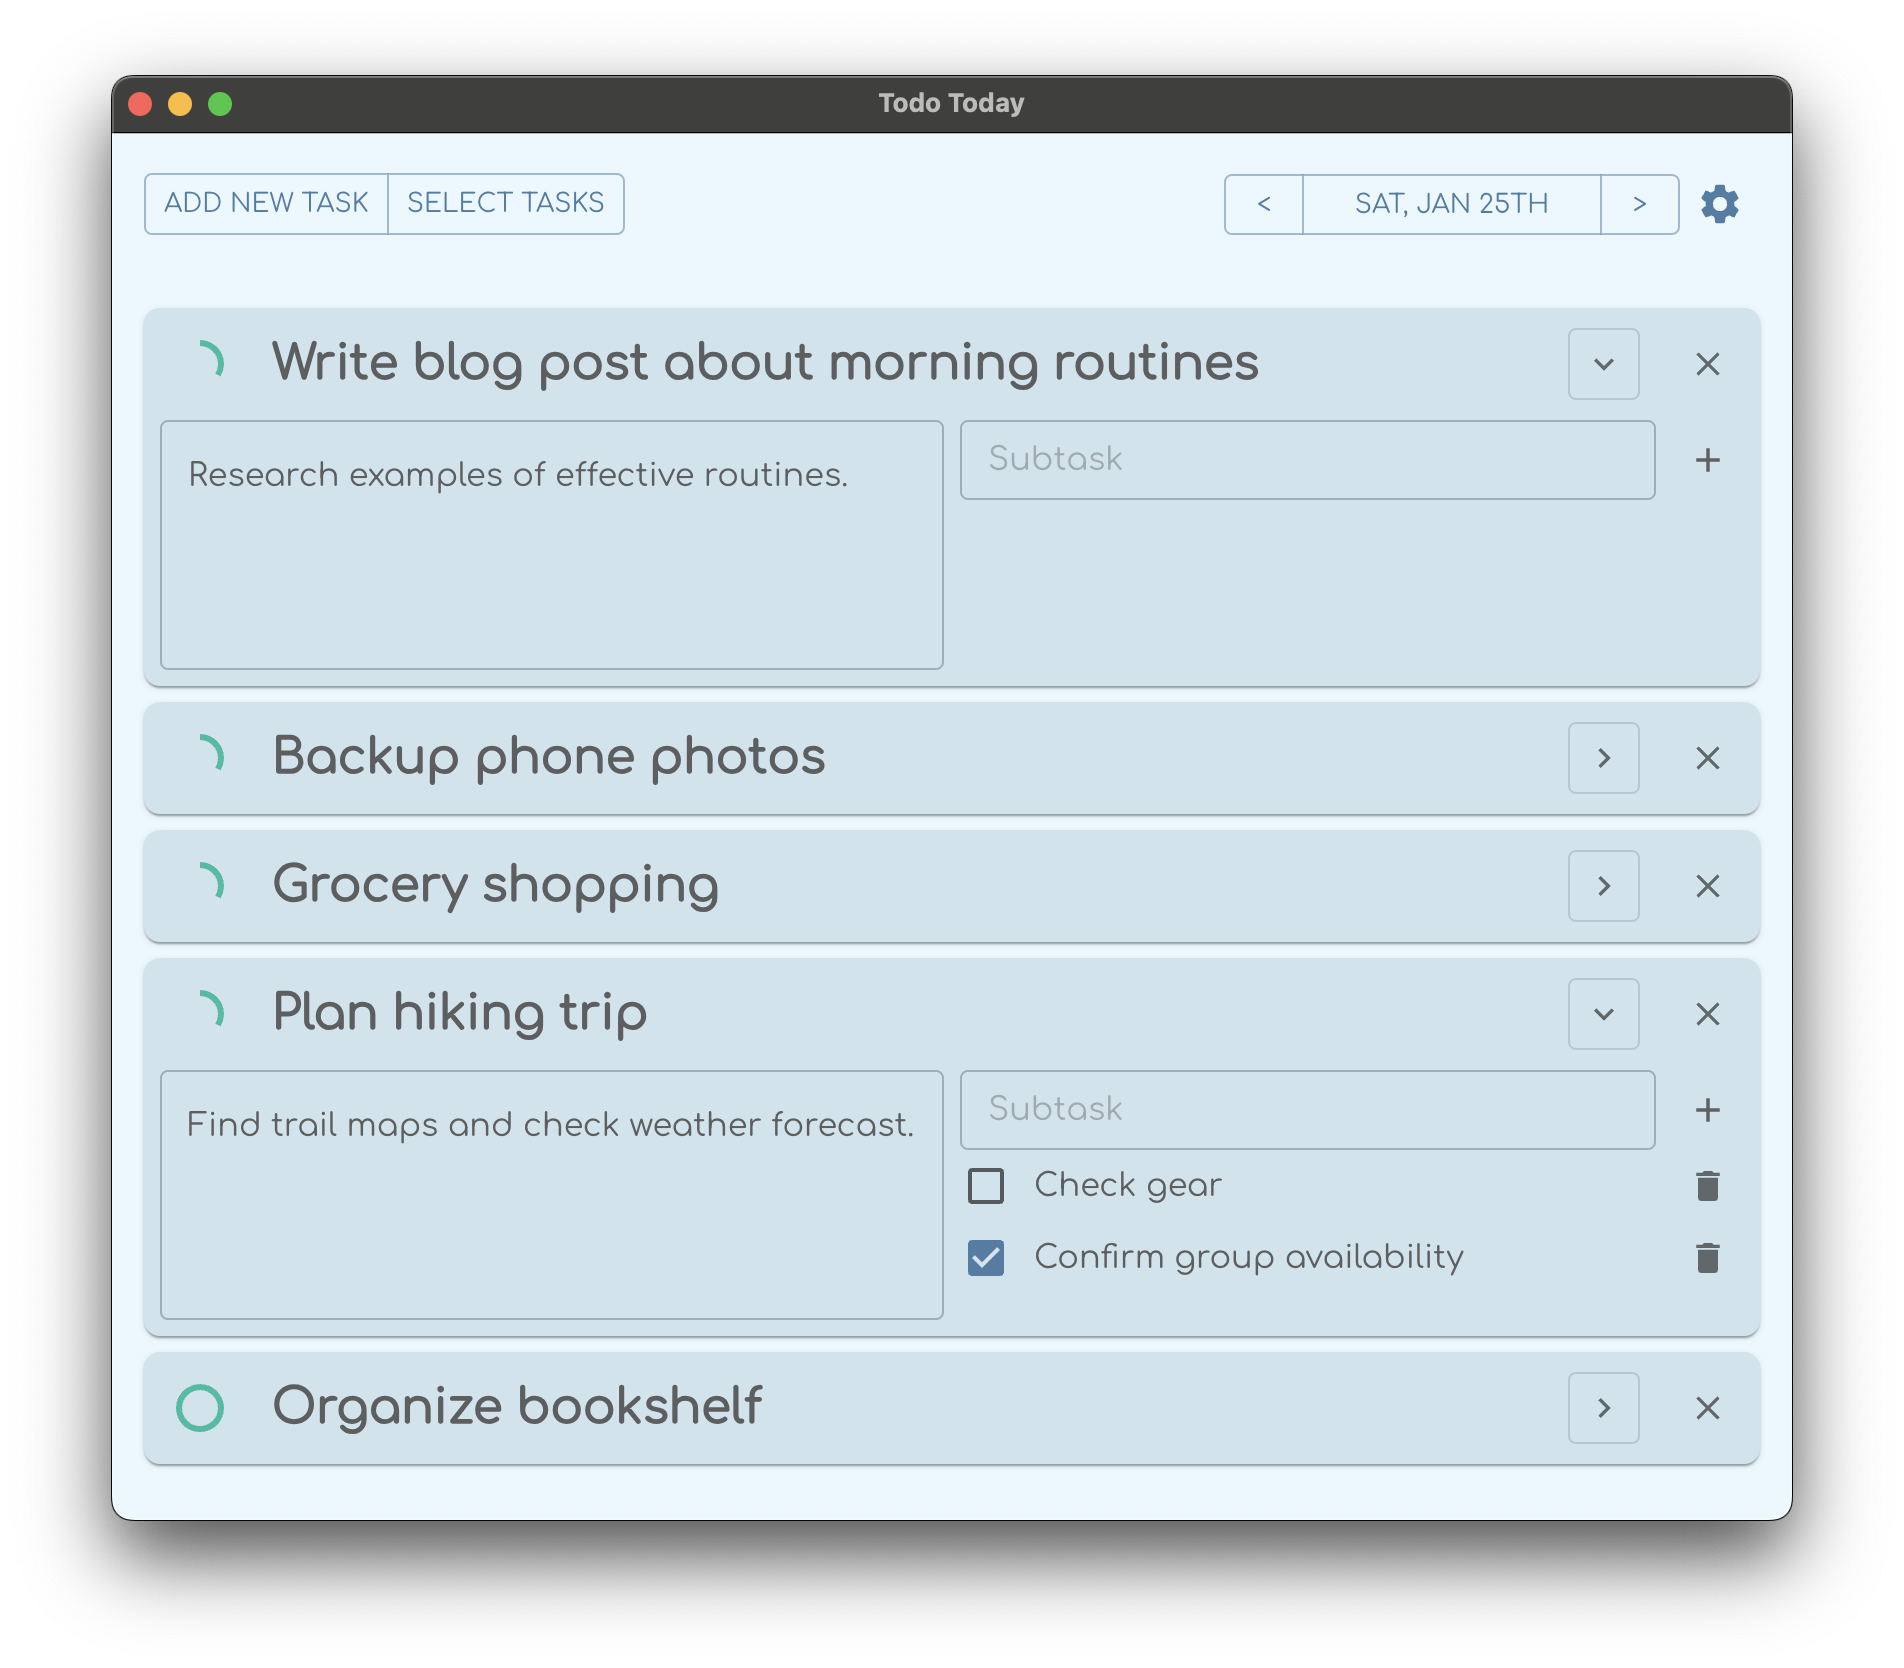 Todo Today
ADD NEW TASK
SELECT TASKS
<
SAT, JAN 25TH
>
Write blog post about morning routines
Research examples of effective routines.
Subtask
Backup phone photos
Grocery shopping
Plan hiking trip
Find trail maps and check weather forecast.
Subtask
Check gear
Confirm group availability
Organize bookshelf